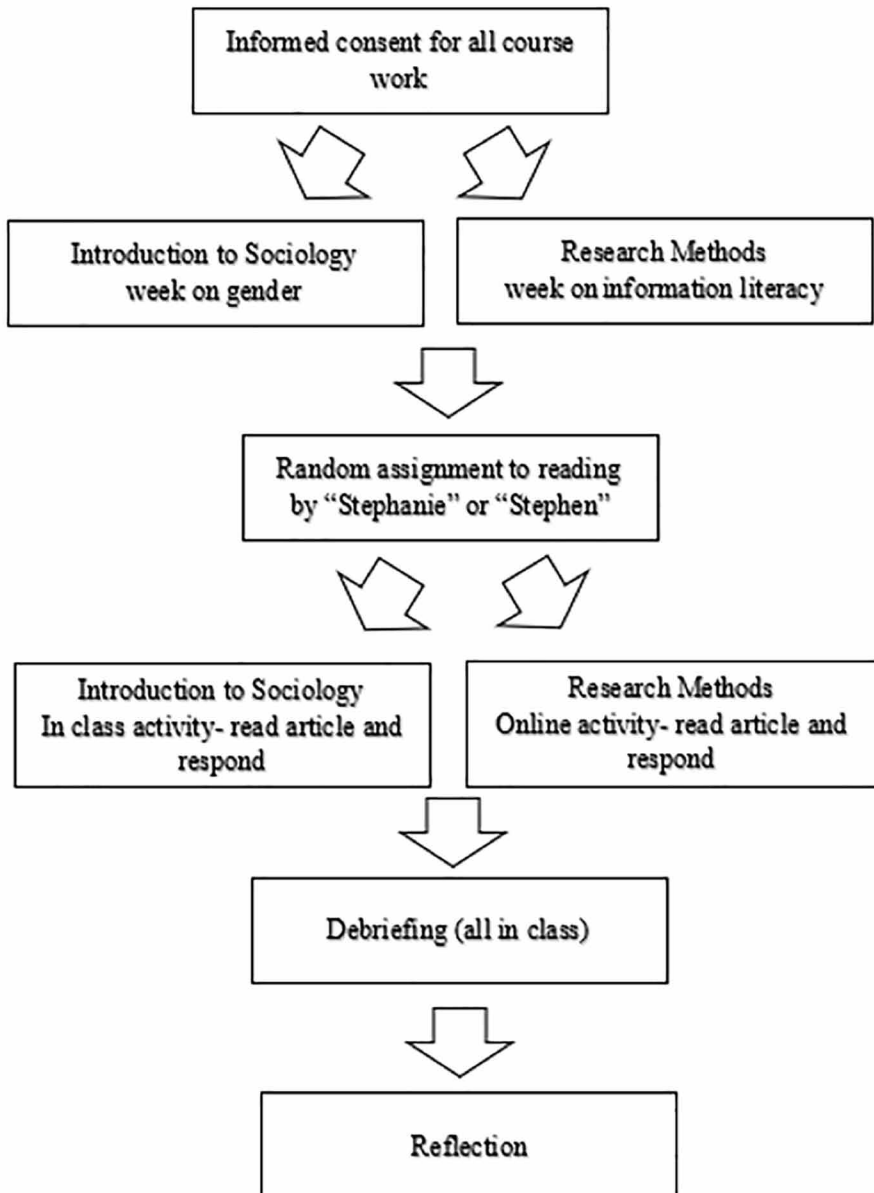 Informed consent for all course
work
Introduction to Sociology
week on gender
Research Methods
week on information literacy
Random assignment to reading
by “Stephanie” or “Stephen”
Introduction to Sociology
In class activity- read article and
respond
Research Methods
Online activity- read article and
respond
Debriefing (all in class)
Reflection